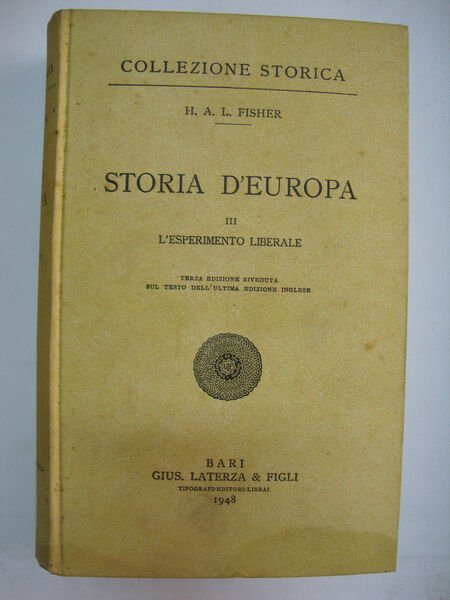 COLLEZIONE STORICA
H. A. L. FISHER
STORIA D'EUROPA
III
L'ESPERIMENTO LIBERALE
TERZA EDIZIONE RIVEDUTA
SUL TESTO DELL'ULTIMA EDIZIONE INGLESE
BARI
GIUS. LATERZA & FIGLI
TIPOGRAFI-EDITORI-LIBRAI
1948